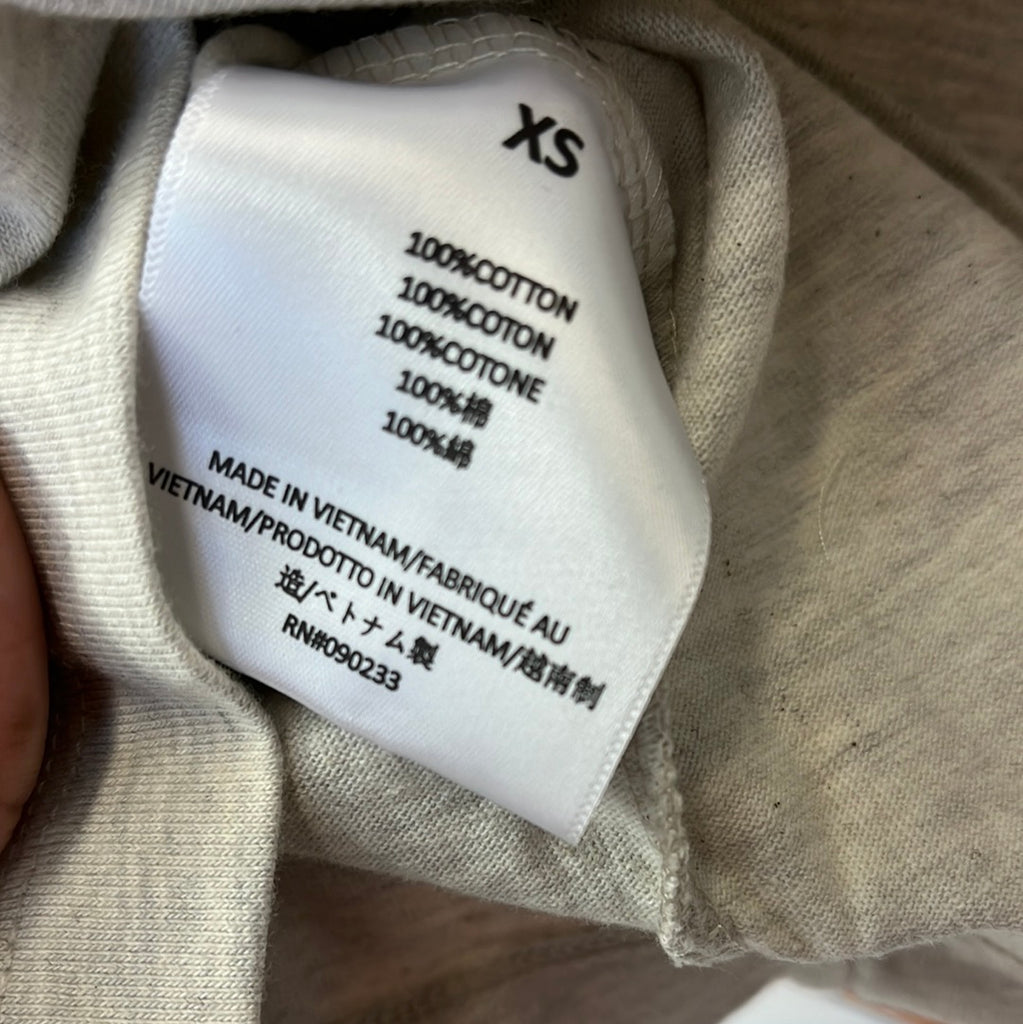 XS
100%COTTON
100%COTON
100%COTONE
100%棉
100%綿
MADE IN VIETNAM/FABRIQUÉ AU
VIETNAM/PRODOTTO IN VIETNAM/越南制
造/ベトナム製
RN#090233